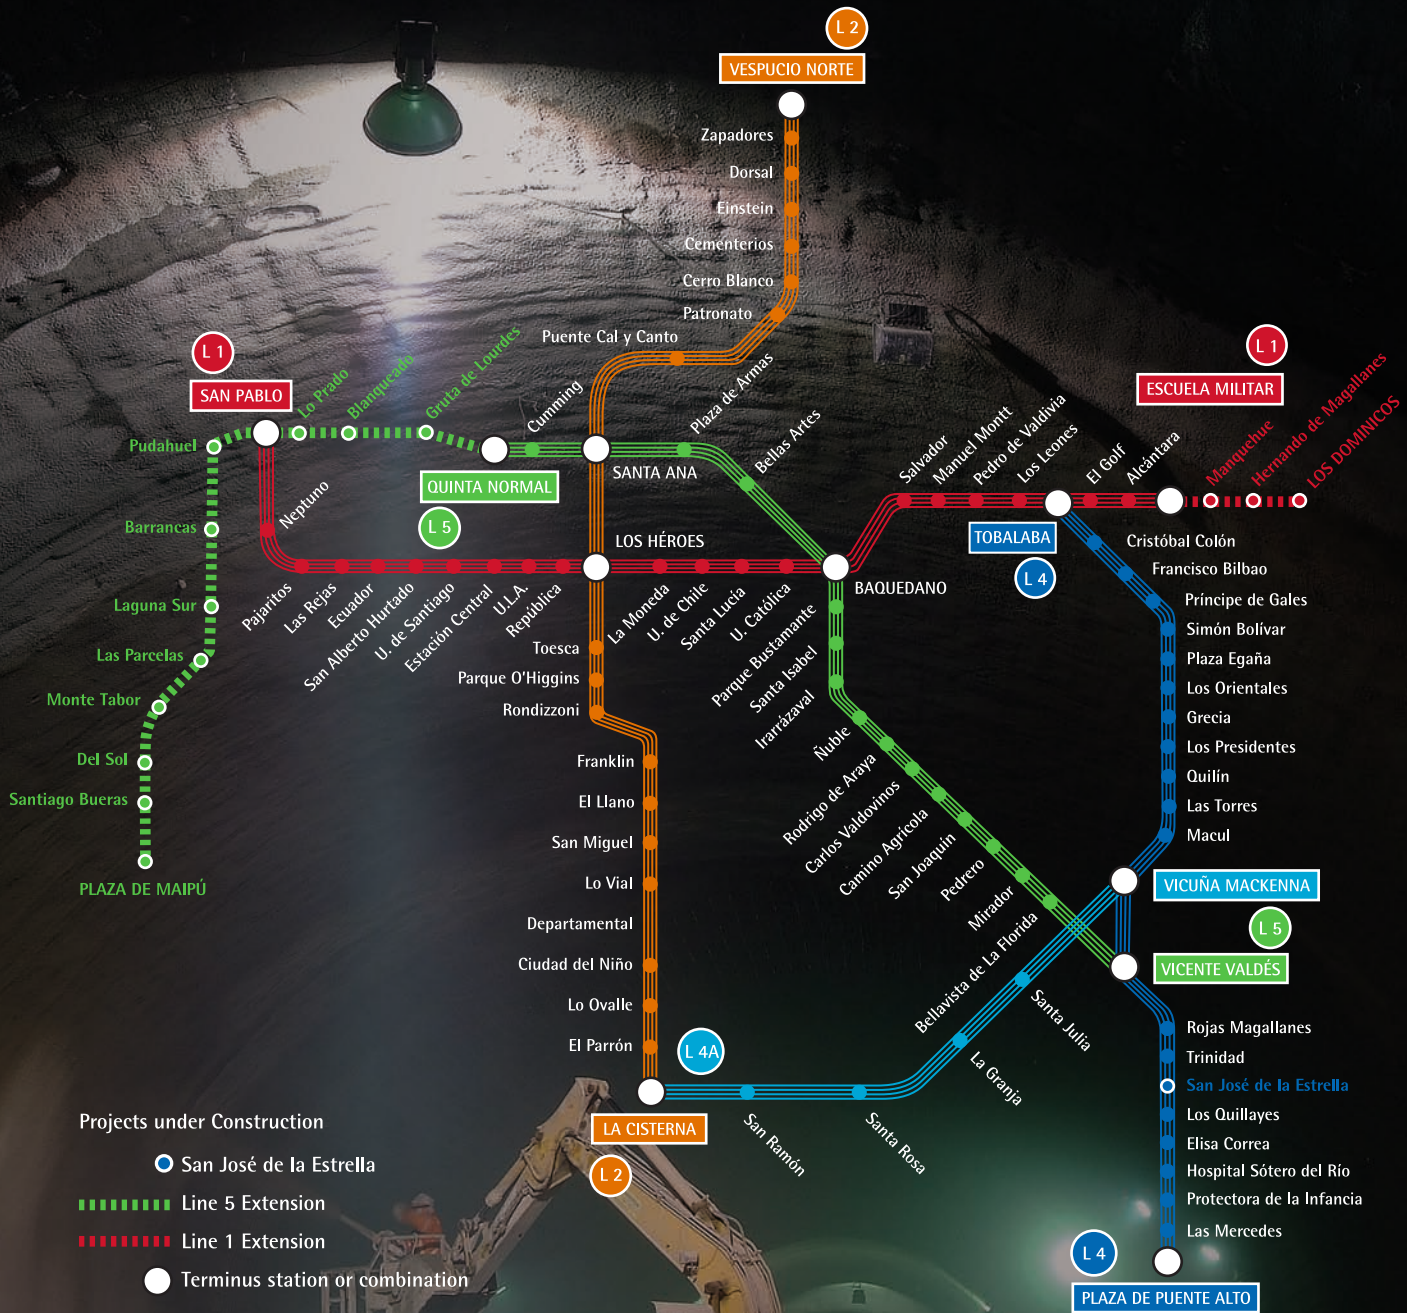 L 2
VESPUCIO NORTE
Zapadores
Dorsal
Einstein
Cementerios
Cerro Blanco
Patronato
Puente Cal y Canto
L 1
SAN PABLO
Lo Prado
Blanqueado
Gruta de Lourdes
Cumming
Plaza de Armas
Bellas Artes
L 1
ESCUELA MILITAR
Salvador
Manuel Montt
Pedro de Valdivia
Los Leones
El Golf
Alcántara
Manquehue
Hernando de Magallanes
LOS DOMINICOS
Pudahuel
Barrancas
Laguna Sur
Las Parcelas
Monte Tabor
Del Sol
Santiago Bueras
PLAZA DE MAIPÚ
Neptuno
QUINTA NORMAL
L 5
SANTA ANA
LOS HÉROES
Pajaritos
Las Rejas
Ecuador
San Alberto Hurtado
U. de Santiago
Estación Central
U.L.A.
República
La Moneda
U. de Chile
Santa Lucía
U. Católica
BAQUEDANO
TOBALABA
L 4
Cristóbal Colón
Francisco Bilbao
Príncipe de Gales
Simón Bolívar
Plaza Egaña
Los Orientales
Grecia
Los Presidentes
Quilín
Las Torres
Macul
Toesca
Parque O'Higgins
Rondizzoni
Franklin
El Llano
San Miguel
Lo Vial
Departamental
Ciudad del Niño
Lo Ovalle
El Parrón
Parque Bustamante
Santa Isabel
Irarrázaval
Ñuble
Rodrigo de Araya
Carlos Valdovinos
Camino Agrícola
San Joaquín
Pedrero
Mirador
Bellavista de La Florida
VICUÑA MACKENNA
L 5
VICENTE VALDÉS
Santa Julia
La Granja
Santa Rosa
San Ramón
L 4A
LA CISTERNA
L 2
Rojas Magallanes
Trinidad
San José de la Estrella
Los Quillayes
Elisa Correa
Hospital Sótero del Río
Protectora de la Infancia
Las Mercedes
L 4
PLAZA DE PUENTE ALTO
Projects under Construction
San José de la Estrella
Line 5 Extension
Line 1 Extension
Terminus station or combination